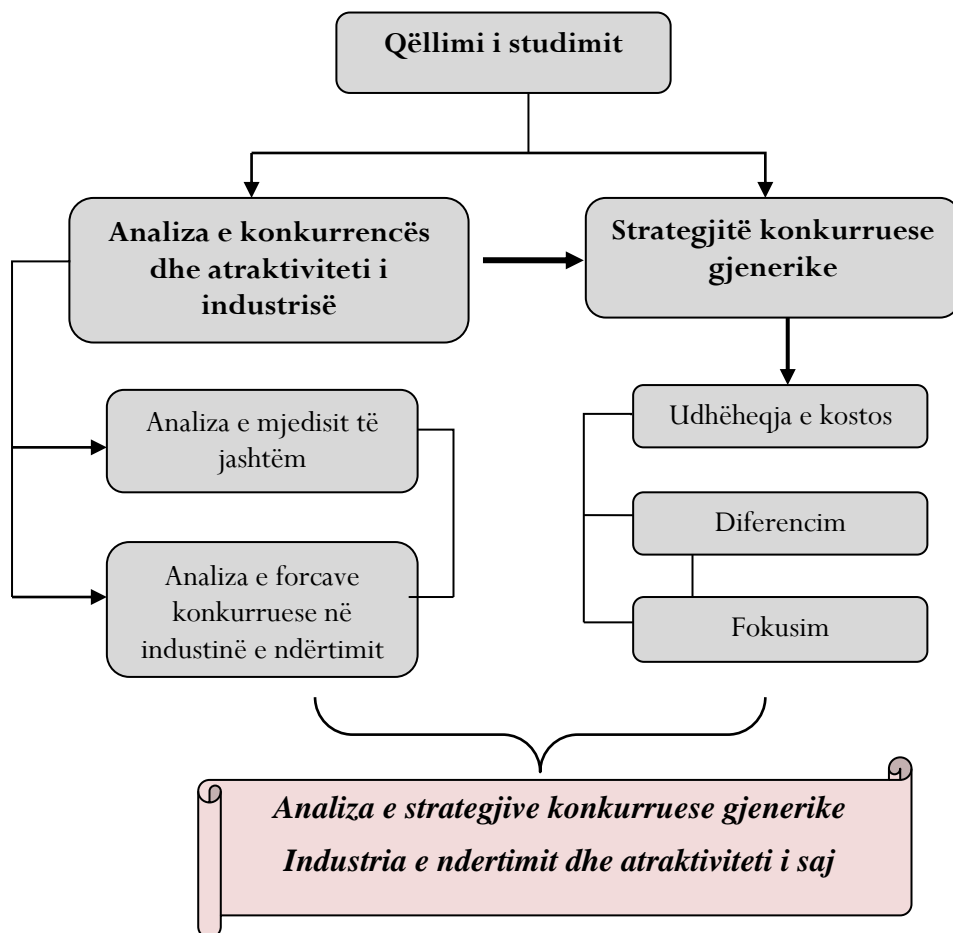 Qëllimi i studimit
Analiza e konkurrencës
dhe atraktiviteti i
industrisë
Strategjitë konkurruese
gjenerike
Analiza e mjedisit të
jashtëm
Udhëheqja e kostos
Diferencim
Analiza e forcave
konkurruese në
industinë e ndërtimit
Fokusim
Analiza e strategjive konkurruese gjenerike
Industria e ndertimit dhe atraktiviteti i saj